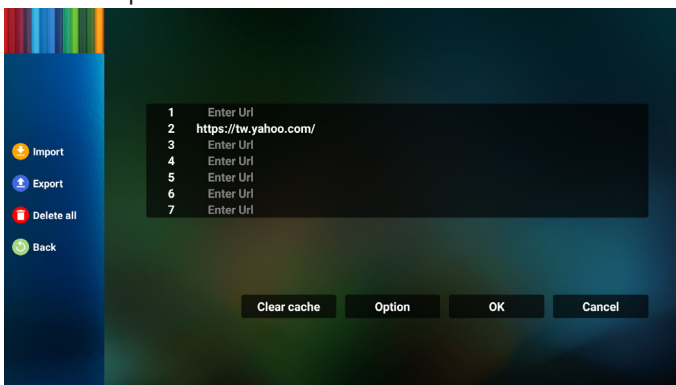 Import
Export
Delete all
Back
1 Enter Url
2 https://tw.yahoo.com/
3 Enter Url
4 Enter Url
5 Enter Url
6 Enter Url
7 Enter Url
Clear cache Option OK Cancel